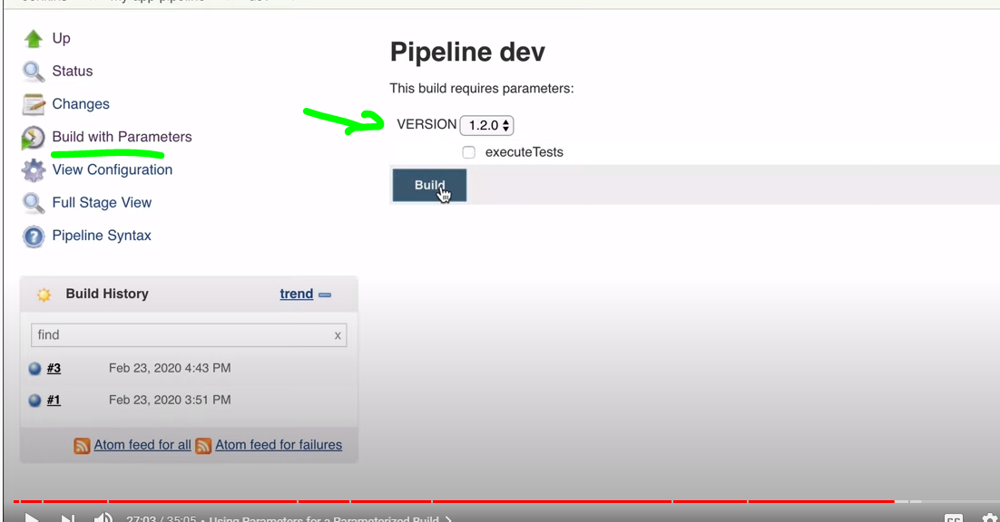 Up
Status
Changes
Build with Parameters
View Configuration
Full Stage View
Pipeline Syntax
Pipeline dev
This build requires parameters:
VERSION 1.2.0
executeTests
Build
Build History trend
find x
#3 Feb 23, 2020 4:43 PM
#1 Feb 23, 2020 3:51 PM
Atom feed for all Atom feed for failures
27:03 / 35:05 • Using Parameters for a Parameterized Build